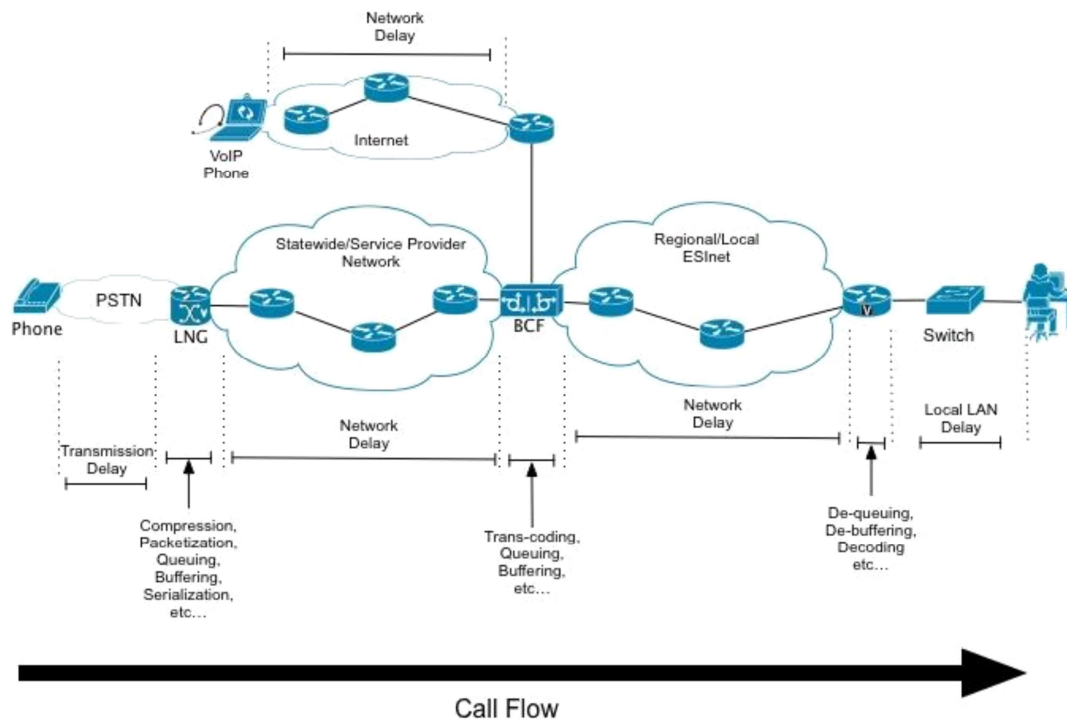 Network
Delay
Internet
VoIP
Phone
Statewide/Service Provider
Network
Regional/Local
ESInet
PSTN
Phone
LNG
V
BCF
V
Switch
Transmission
Delay
Network
Delay
Network
Delay
Local LAN
Delay
Compression,
Packetization,
Queuing,
Buffering,
Serialization,
etc...
Trans-coding,
Queuing,
Buffering,
etc...
De-queuing,
De-buffering,
Decoding
etc...
Call Flow